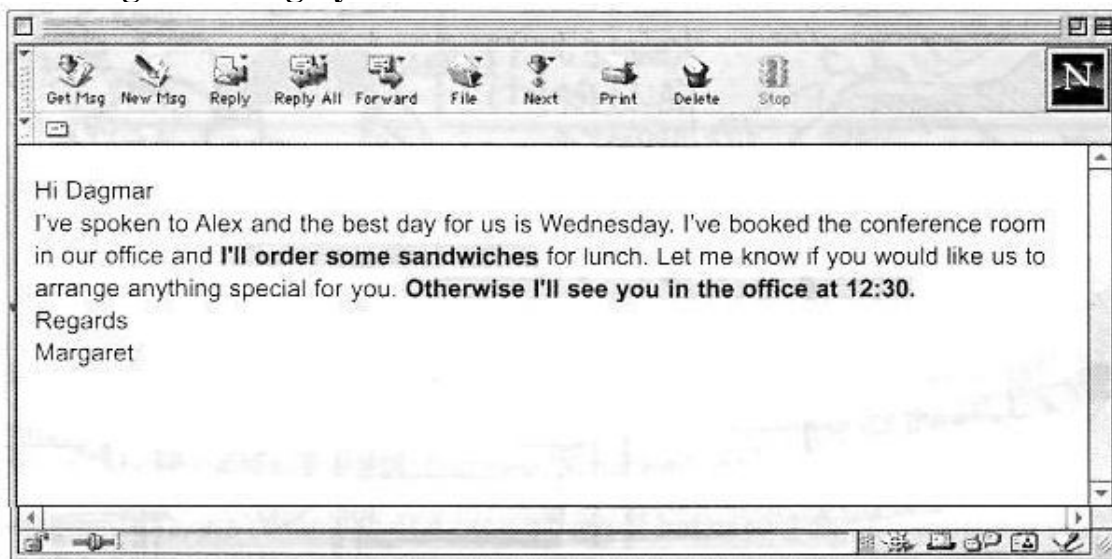 Get Msg New Msg Reply Reply All Forward File Next Print Delete Stop
N
Hi Dagmar
I've spoken to Alex and the best day for us is Wednesday. I've booked the conference room
in our office and I'll order some sandwiches for lunch. Let me know if you would like us to
arrange anything special for you. Otherwise I'll see you in the office at 12:30.
Regards
Margaret